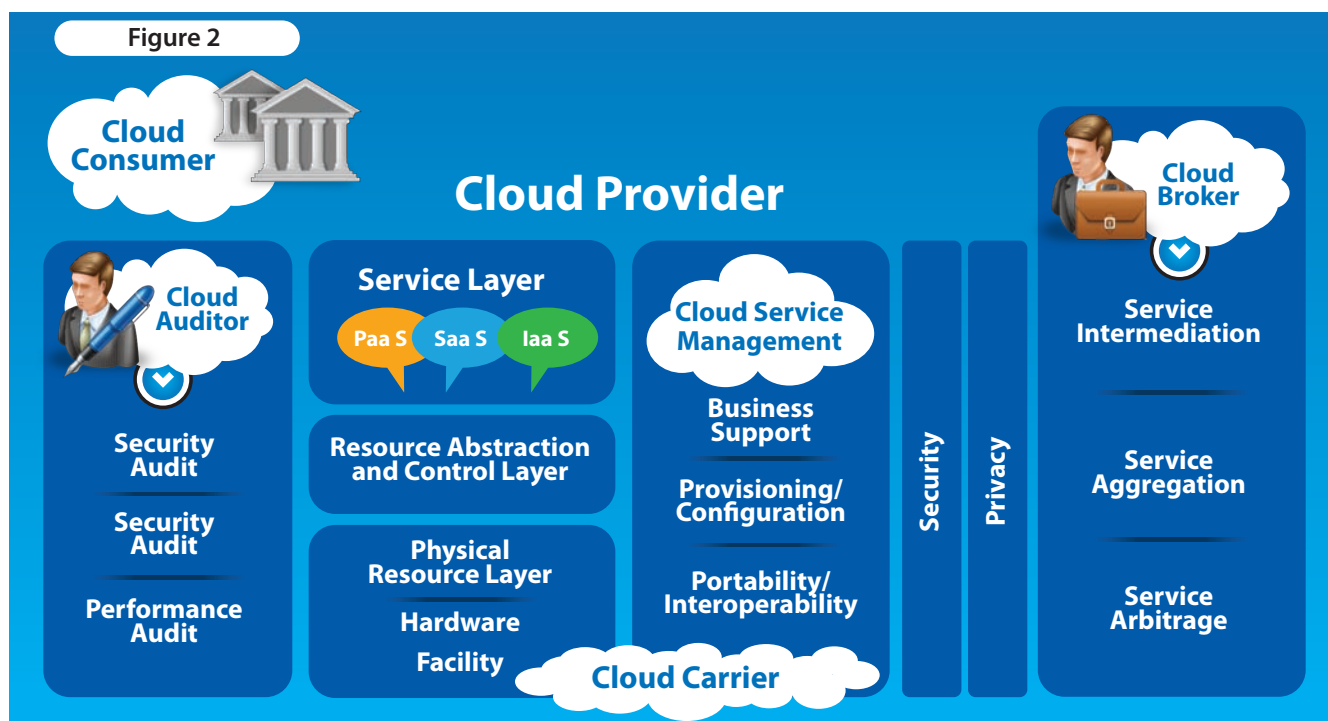 Figure 2
Cloud
Consumer
Cloud Provider
Cloud
Auditor
Security
Audit
Security
Audit
Performance
Audit
Service Layer
Paa S
Saa S
Iaa S
Resource Abstraction
and Control Layer
Physical
Resource Layer
Hardware
Facility
Cloud Service
Management
Business
Support
Provisioning/
Configuration
Portability/
Interoperability
Cloud Carrier
Security
Privacy
Cloud
Broker
Service
Intermediation
Service
Aggregation
Service
Arbitrage